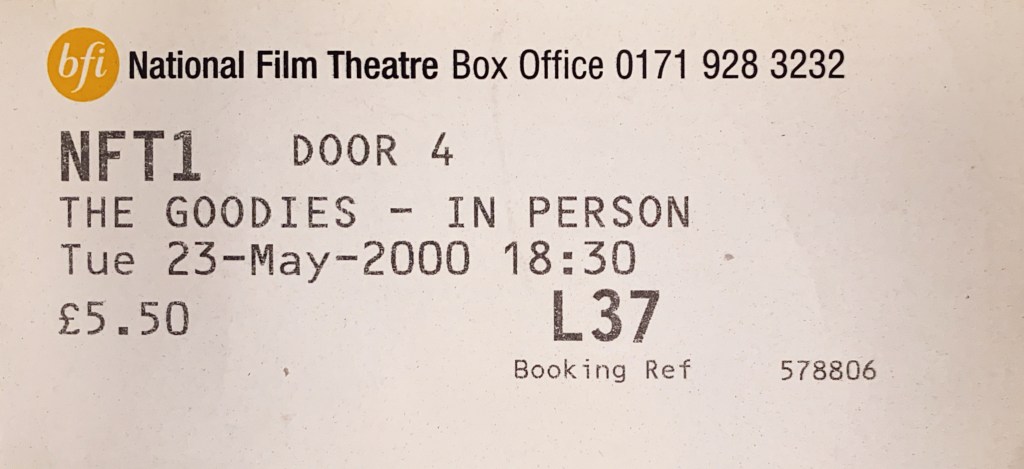 bfi National Film Theatre Box Office 0171 928 3232
NFT1 DOOR 4
THE GOODIES - IN PERSON
Tue 23-May-2000 18:30
£5.50 L37
Booking Ref 578806